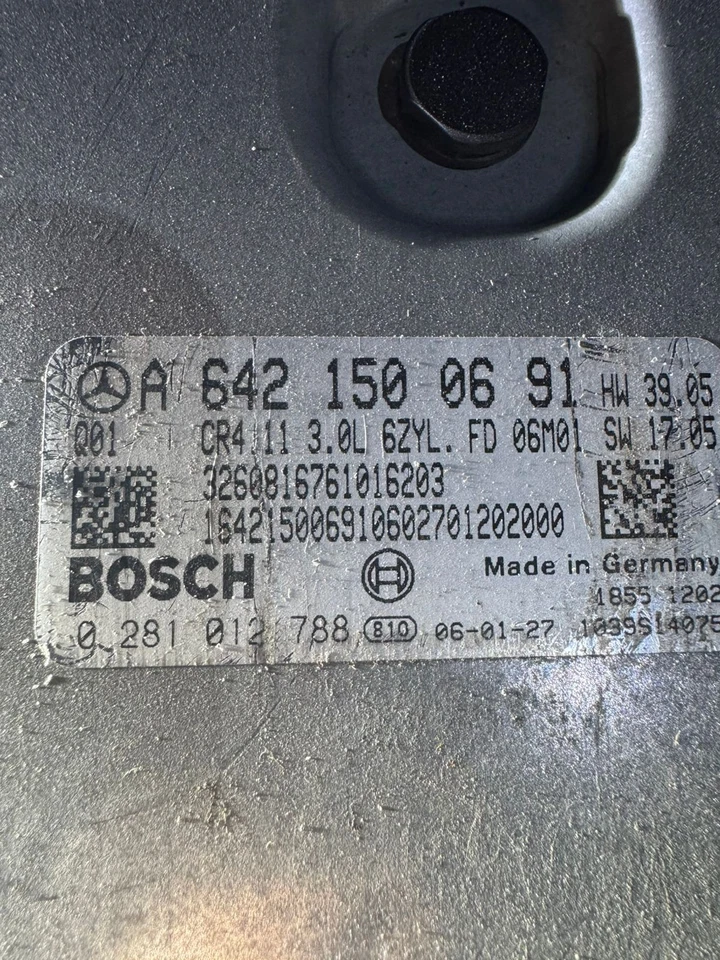 A 642 150 06 91 HW 39.05
Q01 CR4.11 3.0L 6ZYL. FD 06M01 SW 17.05
3260816761016203
164215006910602701202000
BOSCH Made in Germany
1855 1202
0 281 012 788 810 06-01-27 1039S14075